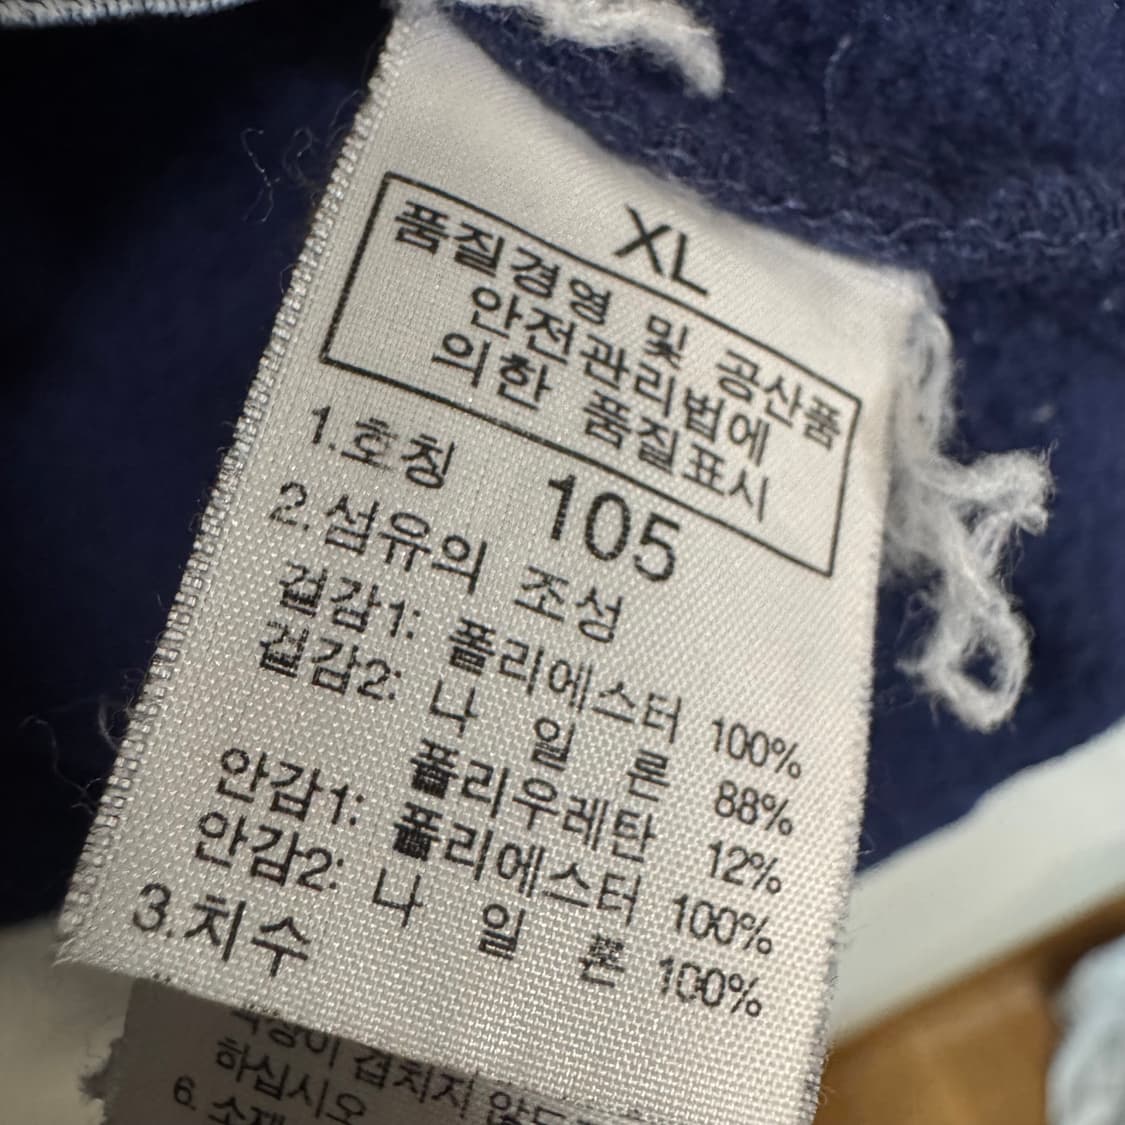 XL
품질경영 및 공산품
안전관리법에
의한 품질표시
1.호칭 105
2.섬유의 조성
겉감1: 폴리에스터 100%
겉감2: 나 일 론 88%
폴리우레탄 12%
안감1: 폴리에스터 100%
안감2: 나 일 론 100%
3.치수
겹치지
하십시오
6.